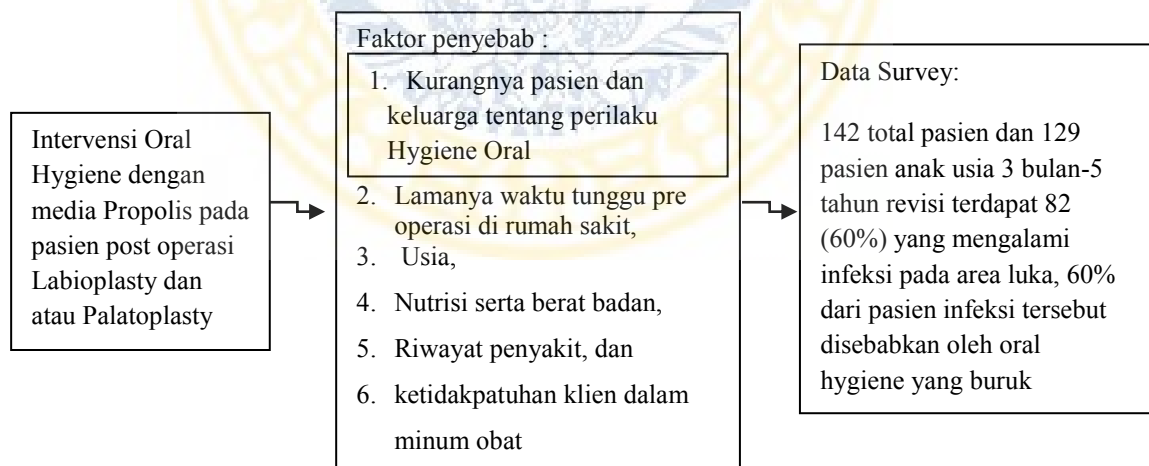 Intervensi Oral
Hygiene dengan
media Propolis pada
pasien post operasi
Labioplasty dan
atau Palatoplasty
Faktor penyebab :
1. Kurangnya pasien dan
keluarga tentang perilaku
Hygiene Oral
2. Lamanya waktu tunggu pre
operasi di rumah sakit,
3. Usia,
4. Nutrisi serta berat badan,
5. Riwayat penyakit, dan
6. ketidakpatuhan klien dalam
minum obat
Data Survey:
142 total pasien dan 129
pasien anak usia 3 bulan-5
tahun revisi terdapat 82
(60%) yang mengalami
infeksi pada area luka, 60%
dari pasien infeksi tersebut
disebabkan oleh oral
hygiene yang buruk